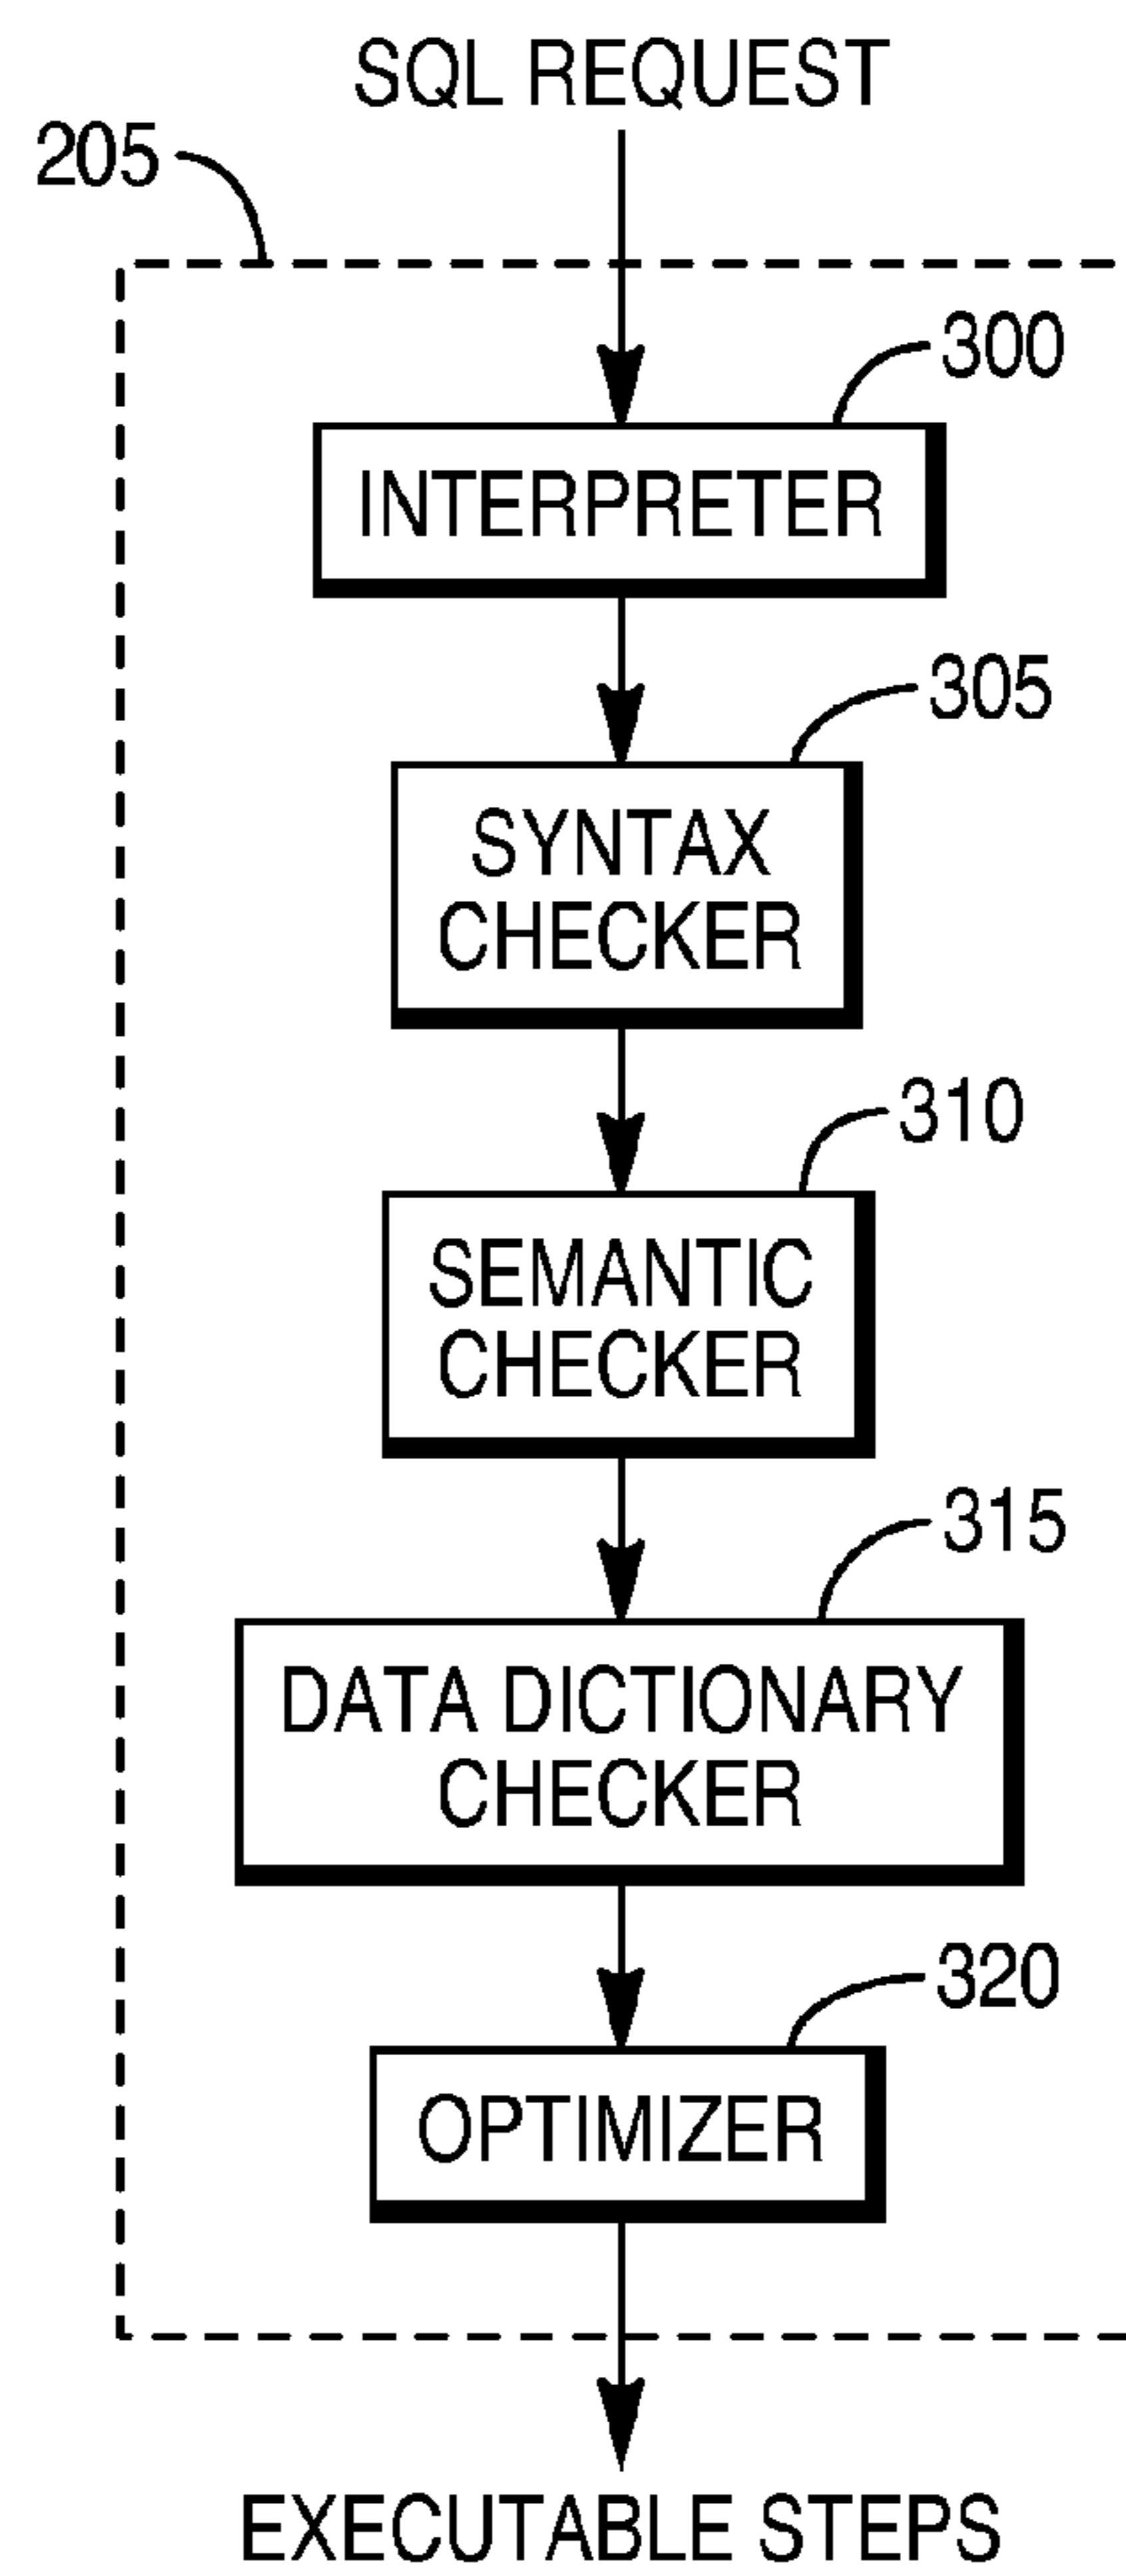 SQL REQUEST
205
300
INTERPRETER
305
SYNTAX
CHECKER
310
SEMANTIC
CHECKER
315
DATA DICTIONARY
CHECKER
320
OPTIMIZER
EXECUTABLE STEPS